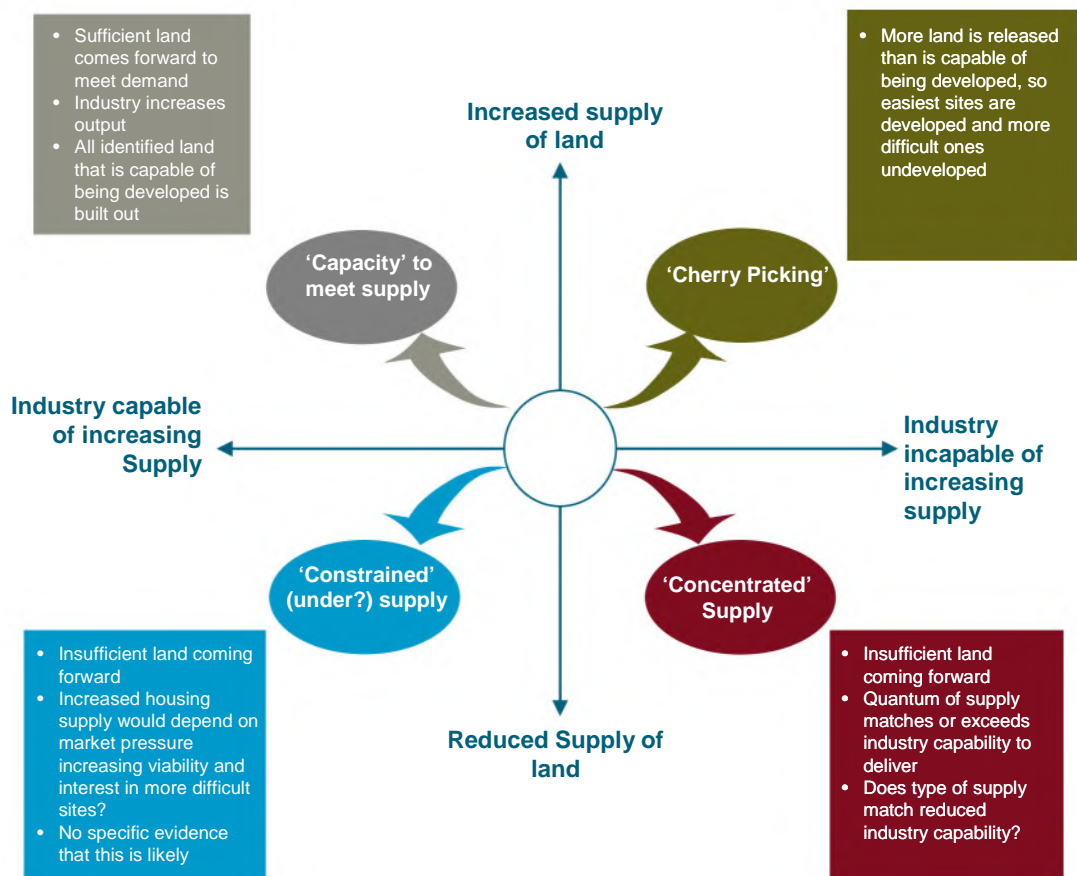 • Sufficient land
comes forward to
meet demand
• Industry increases
output
• All identified land
that is capable of
being developed is
built out
• More land is released
than is capable of
being developed, so
easiest sites are
developed and more
difficult ones
undeveloped
Increased supply
of land
‘Capacity’ to
meet supply
‘Cherry Picking’
Industry capable
of increasing
Supply
Industry
incapable of
increasing
supply
‘Constrained’
(under?) supply
‘Concentrated’
Supply
• Insufficient land coming
forward
• Increased housing
supply would depend on
market pressure
increasing viability and
interest in more difficult
sites?
• No specific evidence
that this is likely
Reduced Supply of
land
• Insufficient land
coming forward
• Quantum of supply
matches or exceeds
industry capability to
deliver
• Does type of supply
match reduced
industry capability?